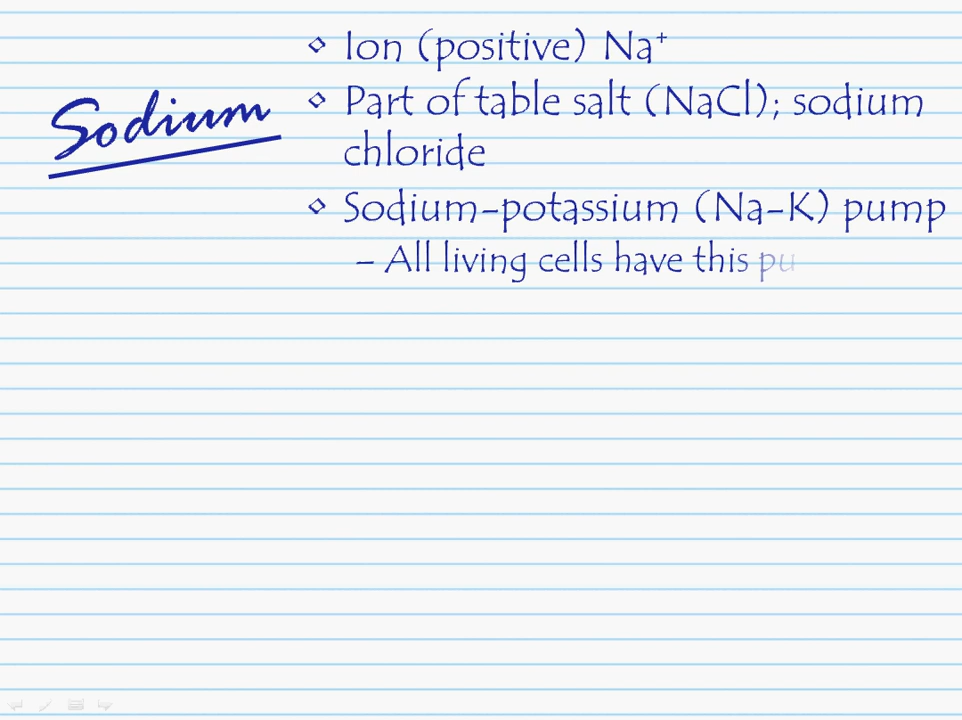 Sodium
Ion (positive) Na⁺
Part of table salt (NaCl); sodium
chloride
Sodium-potassium (Na-K) pump
– All living cells have this pu